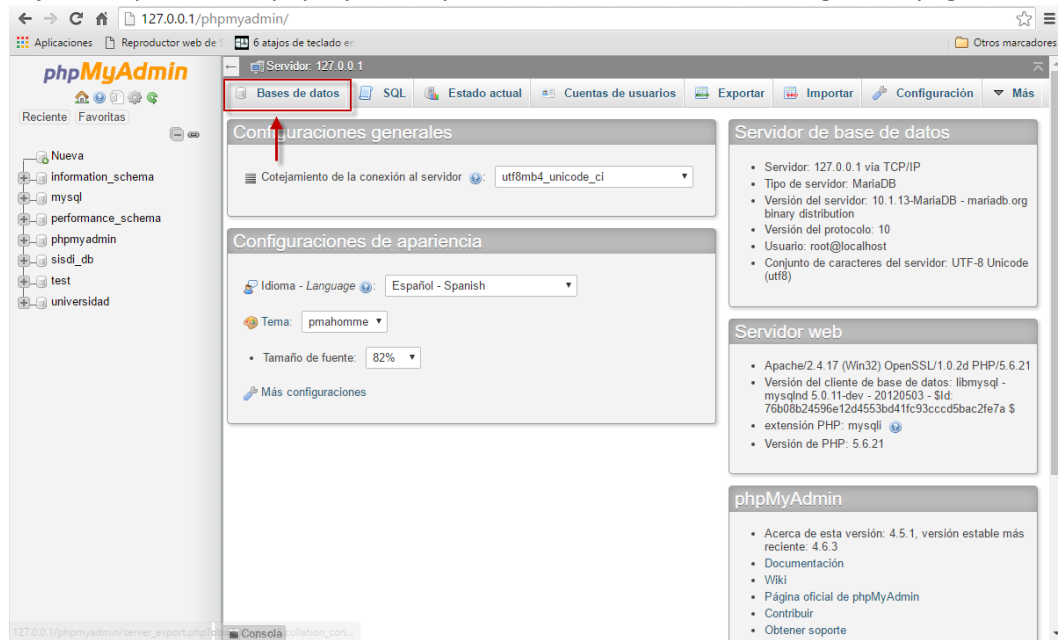 127.0.0.1/phpmyadmin/
Aplicaciones Reproductor web de S 6 atajos de teclado en Otros marcadores
phpMyAdmin
Reciente Favoritas
Nueva
information_schema
mysql
performance_schema
phpmyadmin
sisdi_db
test
universidad
Servidor: 127.0.0.1
Bases de datos SQL Estado actual Cuentas de usuarios Exportar Importar Configuración Más
Configuraciones generales
Cotejamiento de la conexión al servidor : utf8mb4_unicode_ci
Configuraciones de apariencia
Idioma - Language : Español - Spanish
Tema: pmahomme
• Tamaño de fuente: 82%
Más configuraciones
Servidor de base de datos
• Servidor: 127.0.0.1 via TCP/IP
• Tipo de servidor: MariaDB
• Versión del servidor: 10.1.13-MariaDB - mariadb.org
binary distribution
• Versión del protocolo: 10
• Usuario: root@localhost
• Conjunto de caracteres del servidor: UTF-8 Unicode
(utf8)
Servidor web
• Apache/2.4.17 (Win32) OpenSSL/1.0.2d PHP/5.6.21
• Versión del cliente de base de datos: libmysql -
mysqlnd 5.0.11-dev - 20120503 - $Id:
76b08b24596e12d4553bd41fc93cccd5bac2fe7a $
• extensión PHP: mysqli
• Versión de PHP: 5.6.21
phpMyAdmin
• Acerca de esta versión: 4.5.1, versión estable más
reciente: 4.6.3
• Documentación
• Wiki
• Página oficial de phpMyAdmin
• Contribuir
• Obtener soporte
127.0.0.1/phpmyadmin/server_export.php?db
Consola